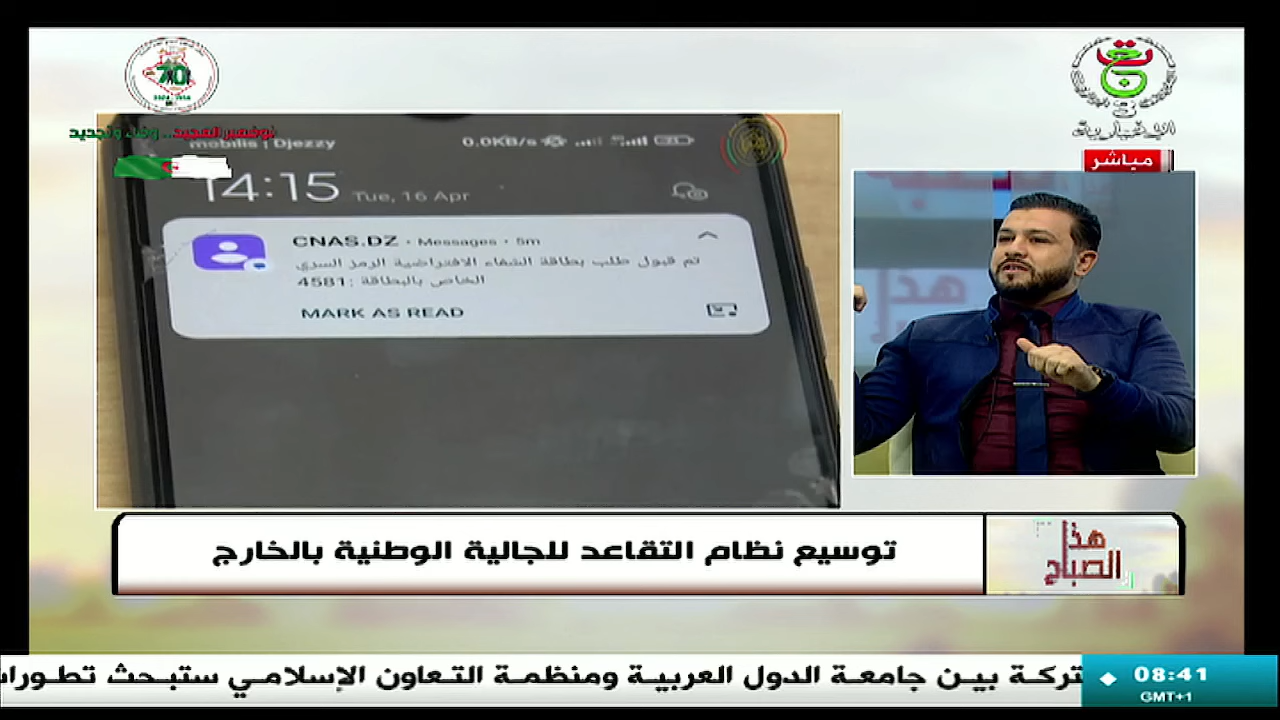 70
نوفمبر المجيد.. وفاء وتجديد
الإخبارية
مباشر
mobilis | Djezzy
0.0KB/s
14:15
Tue, 16 Apr
CNAS.DZ • Messages • 5m
تم قبول طلب بطاقة الشفاء الافتراضية الرمز السري
الخاص بالبطاقة :4581
MARK AS READ
هذا
توسيع نظام التقاعد للجالية الوطنية بالخارج
هذا
الصباح
تركة بين جامعة الدول العربية ومنظمة التعاون الإسلامي ستبحث تطورات
08:41
GMT+1